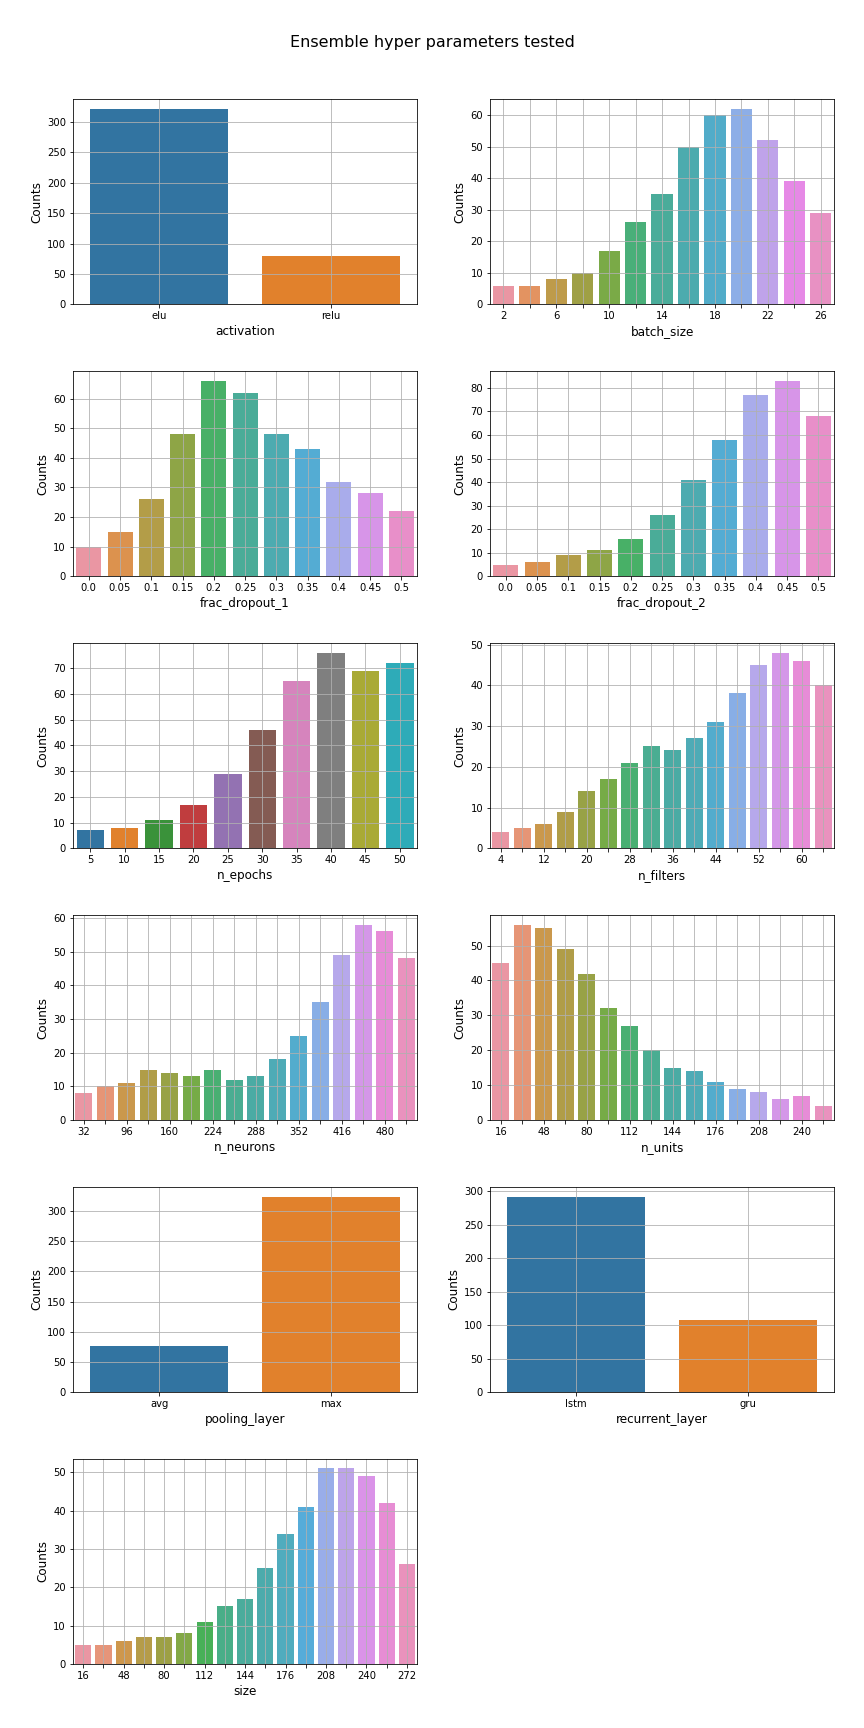 Ensemble hyper parameters tested
300
250
200
150
100
50
0
Counts
elu relu
activation
60
50
40
30
20
10
0
Counts
2 6 10 14 18 22 26
batch_size
60
50
40
30
20
10
0
Counts
0.0 0.05 0.1 0.15 0.2 0.25 0.3 0.35 0.4 0.45 0.5
frac_dropout_1
80
70
60
50
40
30
20
10
0
Counts
0.0 0.05 0.1 0.15 0.2 0.25 0.3 0.35 0.4 0.45 0.5
frac_dropout_2
70
60
50
40
30
20
10
0
Counts
5 10 15 20 25 30 35 40 45 50
n_epochs
50
40
30
20
10
0
Counts
4 12 20 28 36 44 52 60
n_filters
60
50
40
30
20
10
0
Counts
32 96 160 224 288 352 416 480
n_neurons
50
40
30
20
10
0
Counts
16 48 80 112 144 176 208 240
n_units
300
250
200
150
100
50
0
Counts
avg max
pooling_layer
300
250
200
150
100
50
0
Counts
lstm gru
recurrent_layer
50
40
30
20
10
0
Counts
16 48 80 112 144 176 208 240 272
size